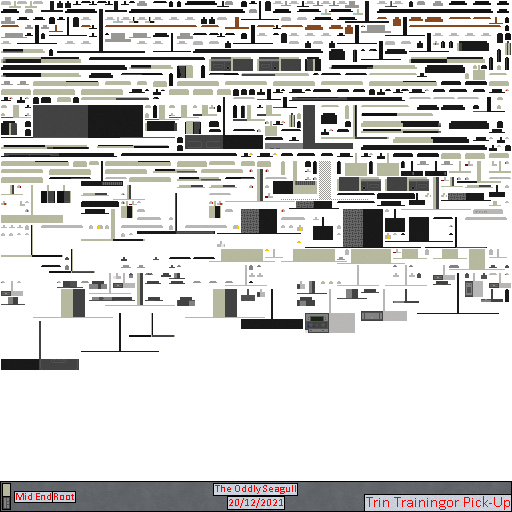 The Oddly Seagull
Mid End Root
20/12/2021
Trin Trainingor Pick-Up